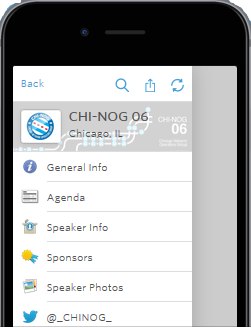 Back
CHI-NOG 06
Chicago, IL
CHI-NOG
06
General Info
Agenda
Speaker Info
Sponsors
Speaker Photos
@_CHINOG_